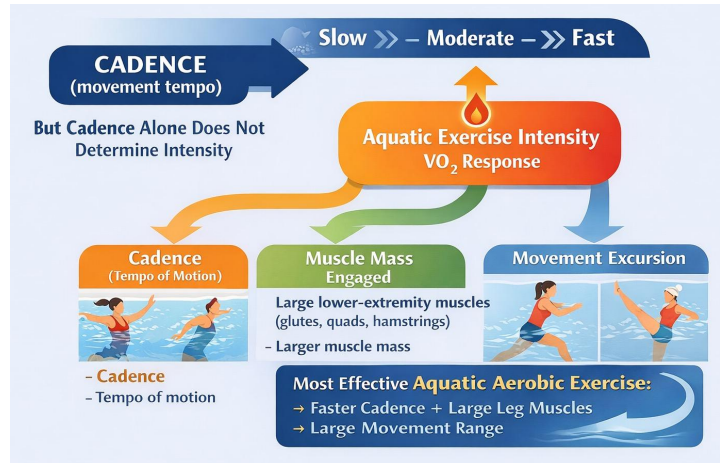 Slow >> – Moderate – >> Fast
CADENCE
(movement tempo)
But Cadence Alone Does Not
Determine Intensity
Aquatic Exercise Intensity
VO₂ Response
Cadence
(Tempo of Motion)
– Cadence
– Tempo of motion
Muscle Mass
Engaged
Large lower-extremity muscles
(glutes, quads, hamstrings)
– Larger muscle mass
Movement Excursion
Most Effective Aquatic Aerobic Exercise:
→ Faster Cadence + Large Leg Muscles
→ Large Movement Range